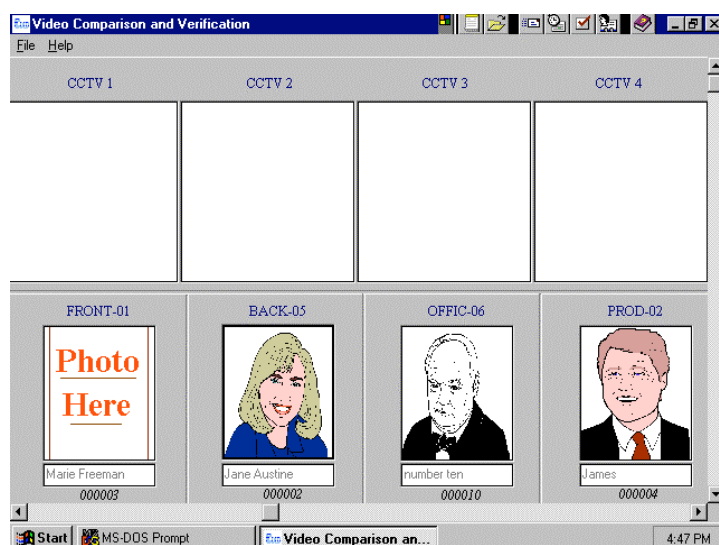 Video Comparison and Verification
File Help
CCTV 1 CCTV 2 CCTV 3 CCTV 4
FRONT-01 BACK-05 OFFIC-06 PROD-02
Photo
Here
Marie Freeman Jane Austine number ten James
000003 000002 000010 000004
Start MS-DOS Prompt Video Comparison an... 4:47 PM